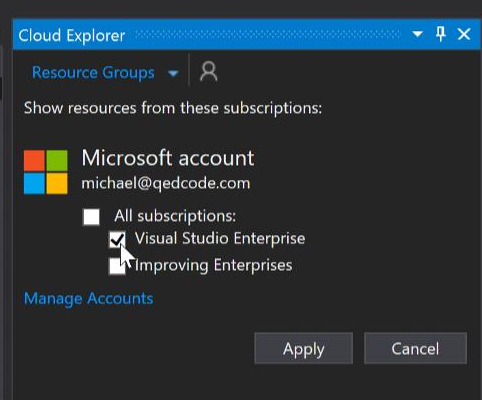 Cloud Explorer
Resource Groups
Show resources from these subscriptions:
Microsoft account
michael@qedcode.com
All subscriptions:
Visual Studio Enterprise
Improving Enterprises
Manage Accounts
Apply Cancel